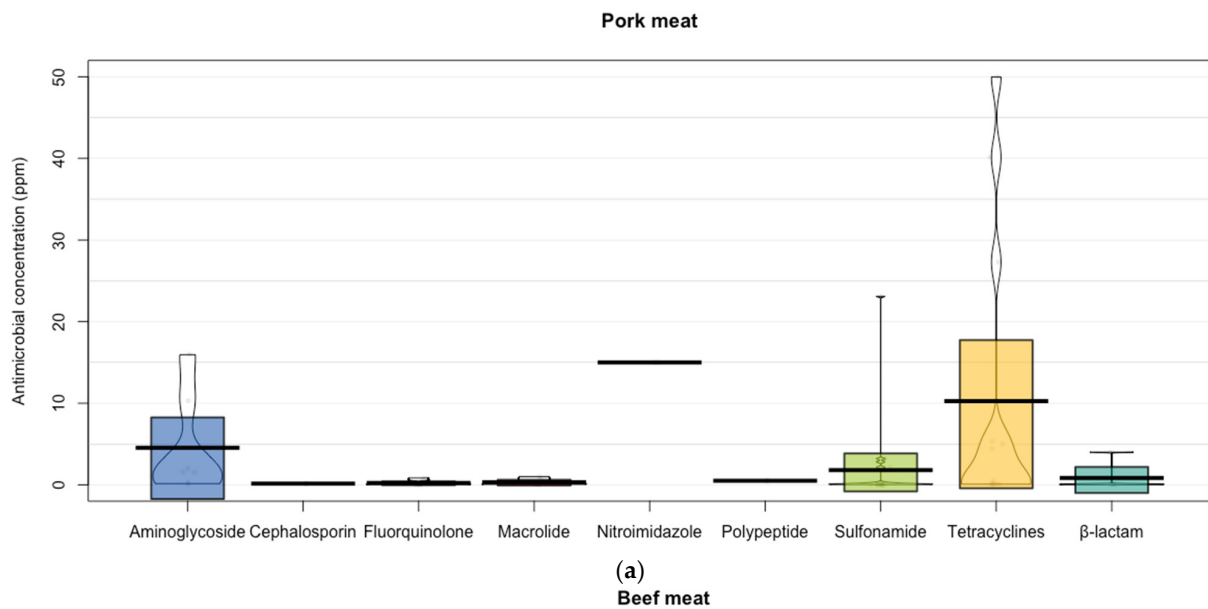 Pork meat
Antimicrobial concentration (ppm)
50
40
30
20
10
0
Aminoglycoside Cephalosporin Fluorquinolone Macrolide Nitroimidazole Polypeptide Sulfonamide Tetracyclines β-lactam
(a)
Beef meat